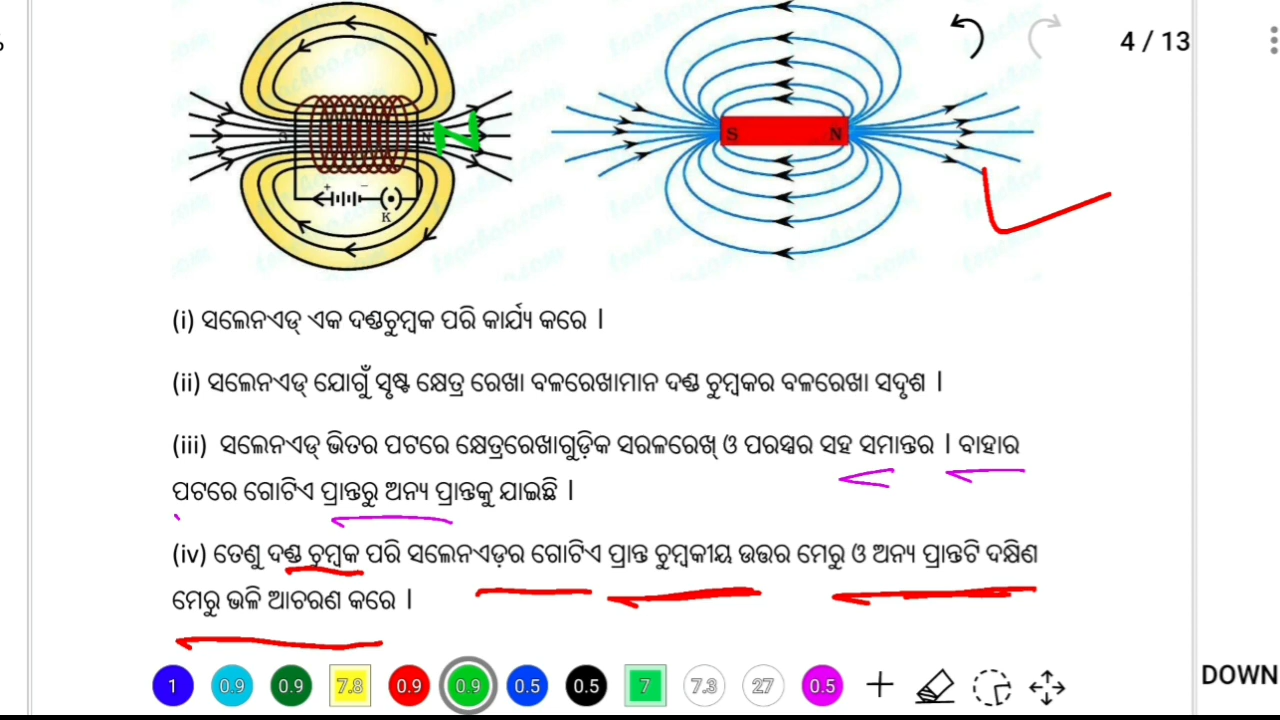 4 / 13
N
S N
+ −
K
(i) ସଲେନଏଡ୍ ଏକ ଦଣ୍ଡଚୁମ୍ବକ ପରି କାର୍ଯ୍ୟ କରେ |
(ii) ସଲେନଏଡ୍ ଯୋଗୁଁ ସୃଷ୍ଟ କ୍ଷେତ୍ର ରେଖା ବଳରେଖାମାନ ଦଣ୍ଡ ଚୁମ୍ବକର ବଳରେଖା ସଦୃଶ |
(iii) ସଲେନଏଡ୍ ଭିତର ପଟରେ କ୍ଷେତ୍ରରେଖାଗୁଡ଼ିକ ସରଳରେଖ୍ ଓ ପରସ୍ବର ସହ ସମାନ୍ତର | ବାହାର
ପଟରେ ଗୋଟିଏ ପ୍ରାନ୍ତରୁ ଅନ୍ୟ ପ୍ରାନ୍ତକୁ ଯାଇଛି |
(iv) ତେଣୁ ଦଣ୍ଡ ଚୁମ୍ବକ ପରି ସଲେନଏଡ଼ର ଗୋଟିଏ ପ୍ରାନ୍ତ ଚୁମ୍ବକୀୟ ଉତ୍ତର ମେରୁ ଓ ଅନ୍ୟ ପ୍ରାନ୍ତଟି ଦକ୍ଷିଣ
ମେରୁ ଭଳି ଆଚରଣ କରେ |
1 0.9 0.9 7.8 0.9 0.9 0.5 0.5 7 7.3 27 0.5
DOWN